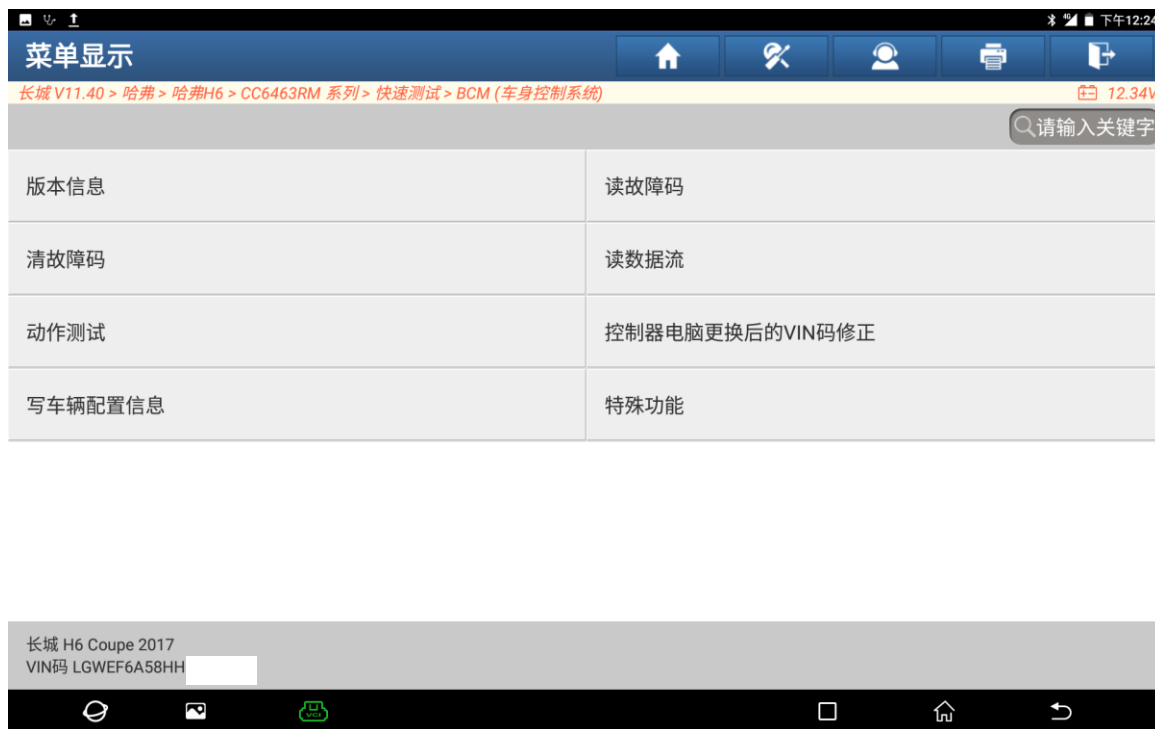 4G 下午12:24
菜单显示
长城 V11.40 > 哈弗 > 哈弗H6 > CC6463RM 系列 > 快速测试 > BCM (车身控制系统) 12.34V
请输入关键字
版本信息 读故障码
清故障码 读数据流
动作测试 控制器电脑更换后的VIN码修正
写车辆配置信息 特殊功能
长城 H6 Coupe 2017
VIN码 LGWEF6A58HH
VCI